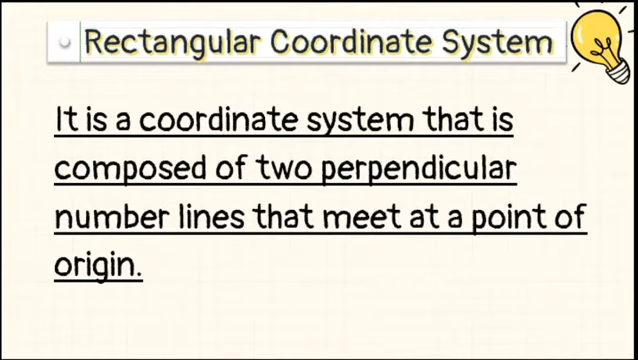 Rectangular Coordinate System
It is a coordinate system that is
composed of two perpendicular
number lines that meet at a point of
origin.